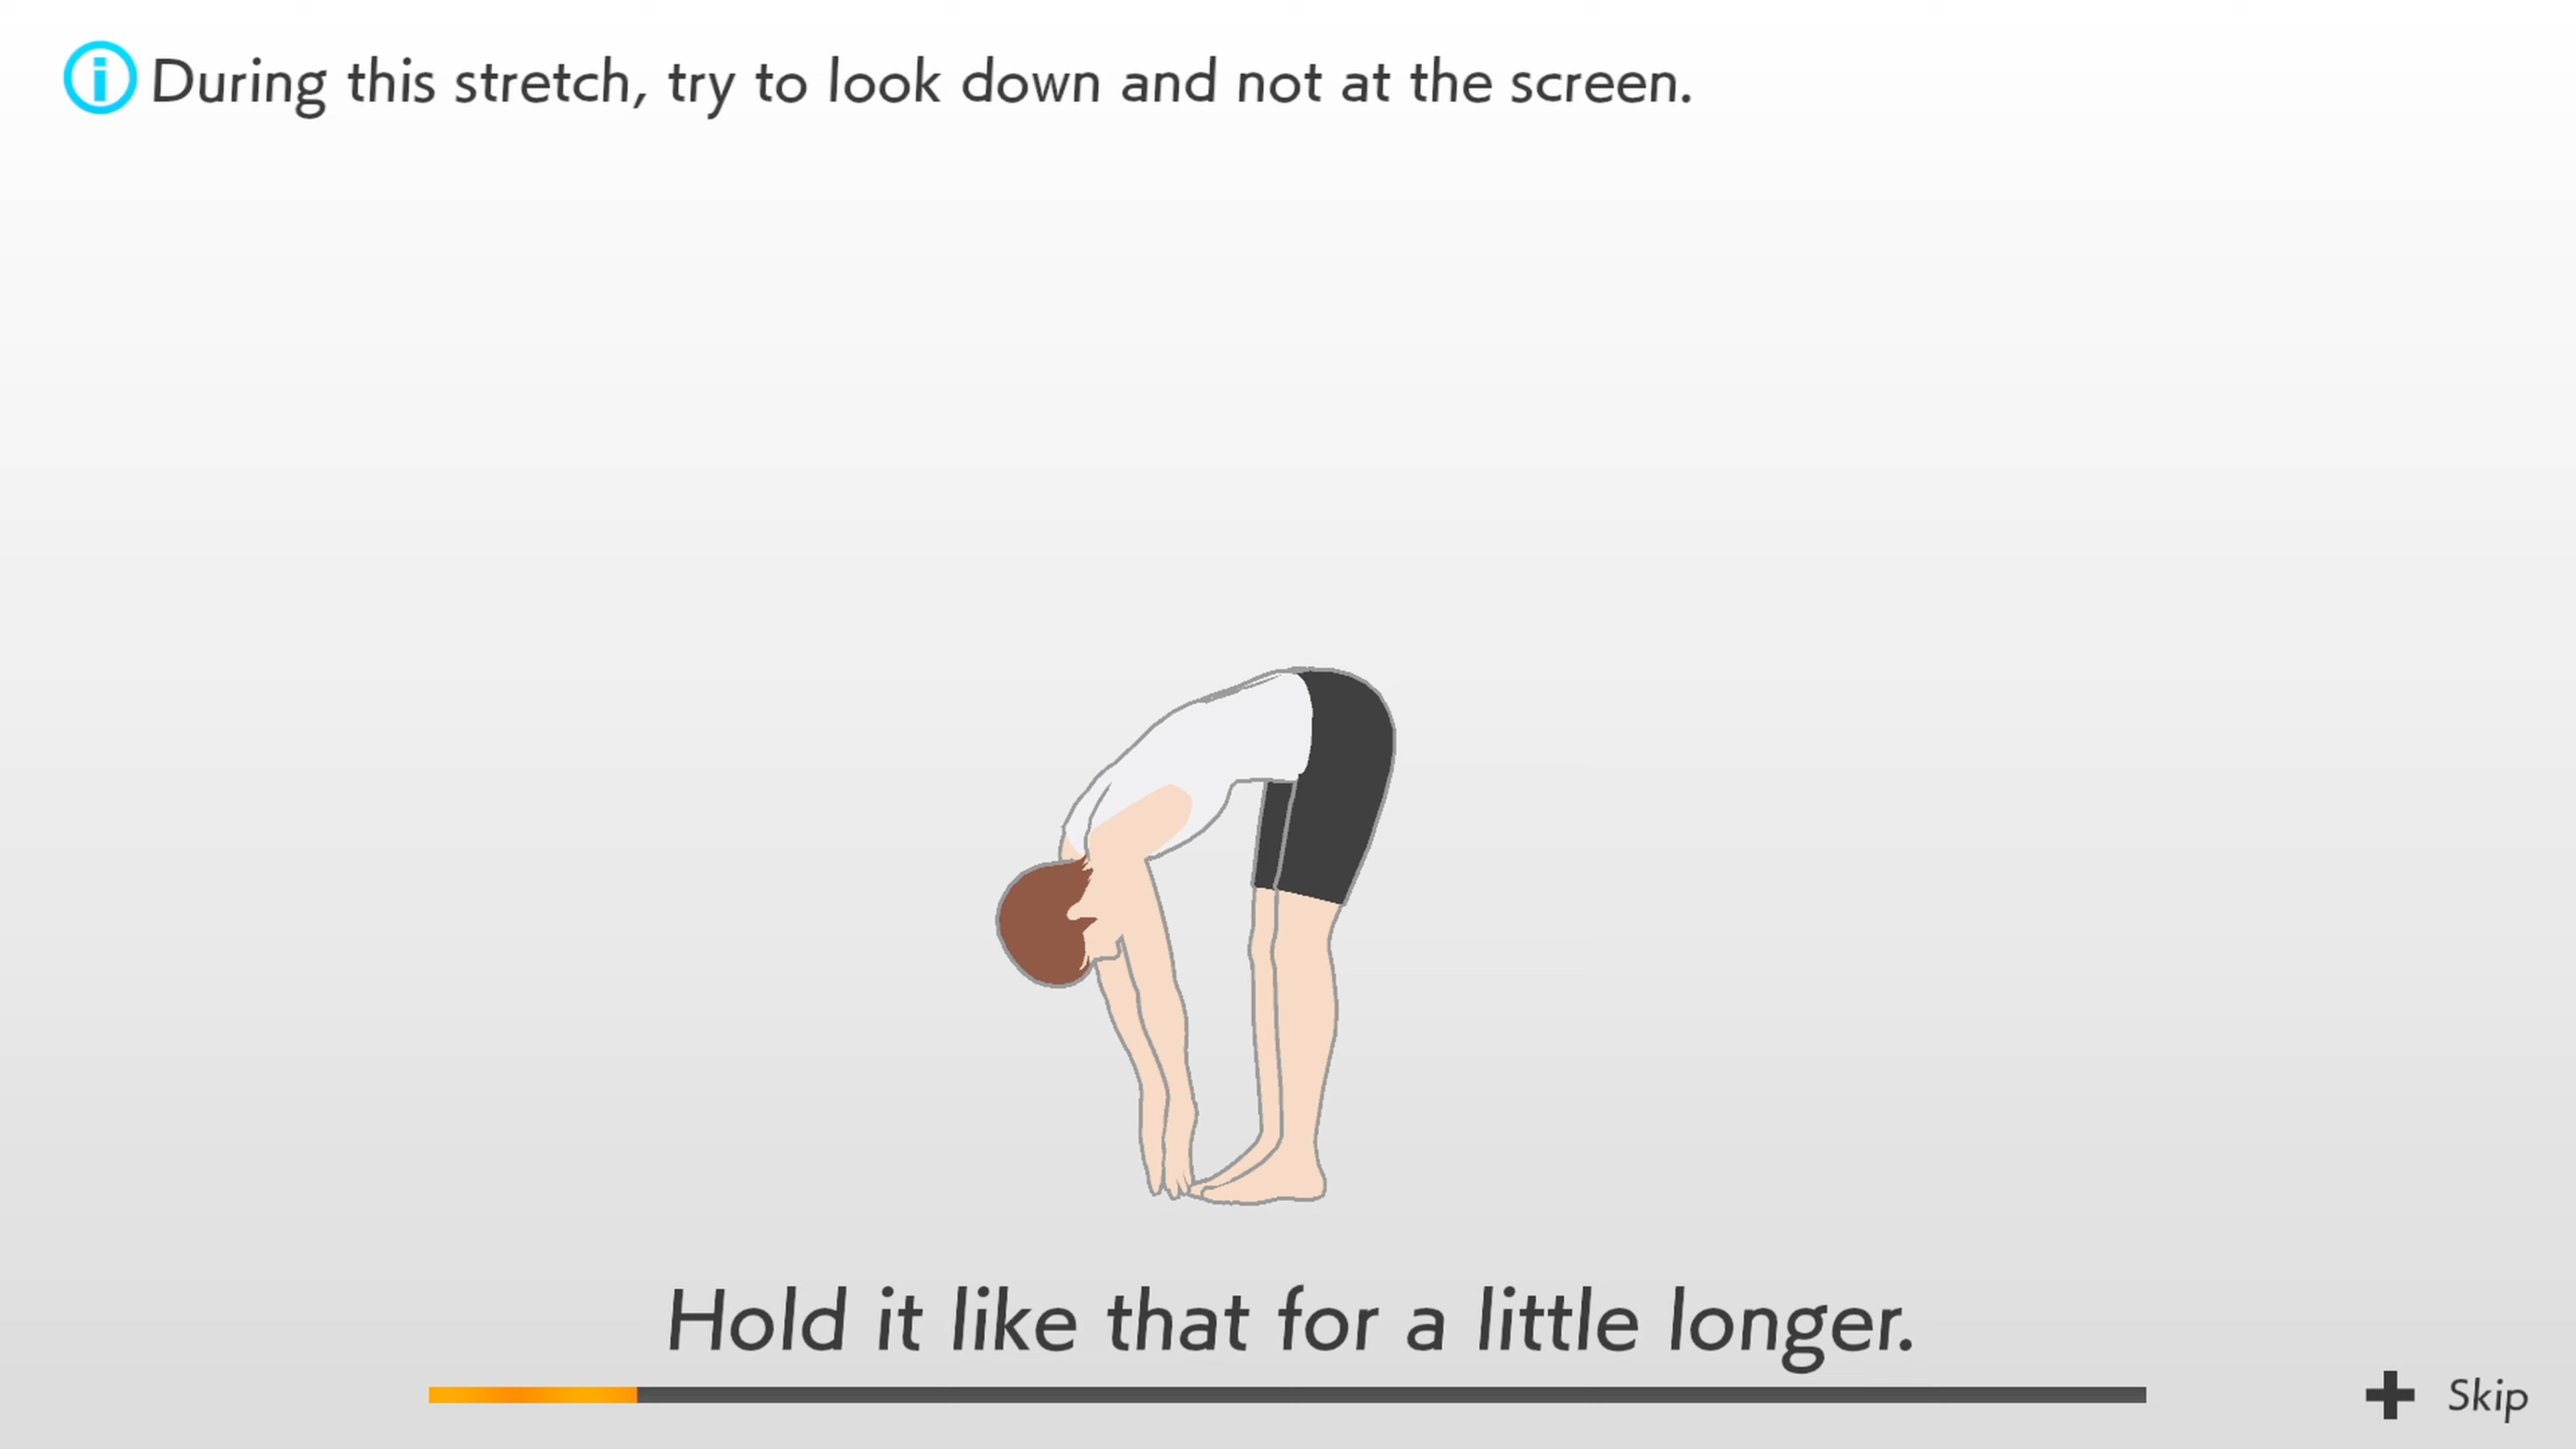 During this stretch, try to look down and not at the screen.
Hold it like that for a little longer.
Skip